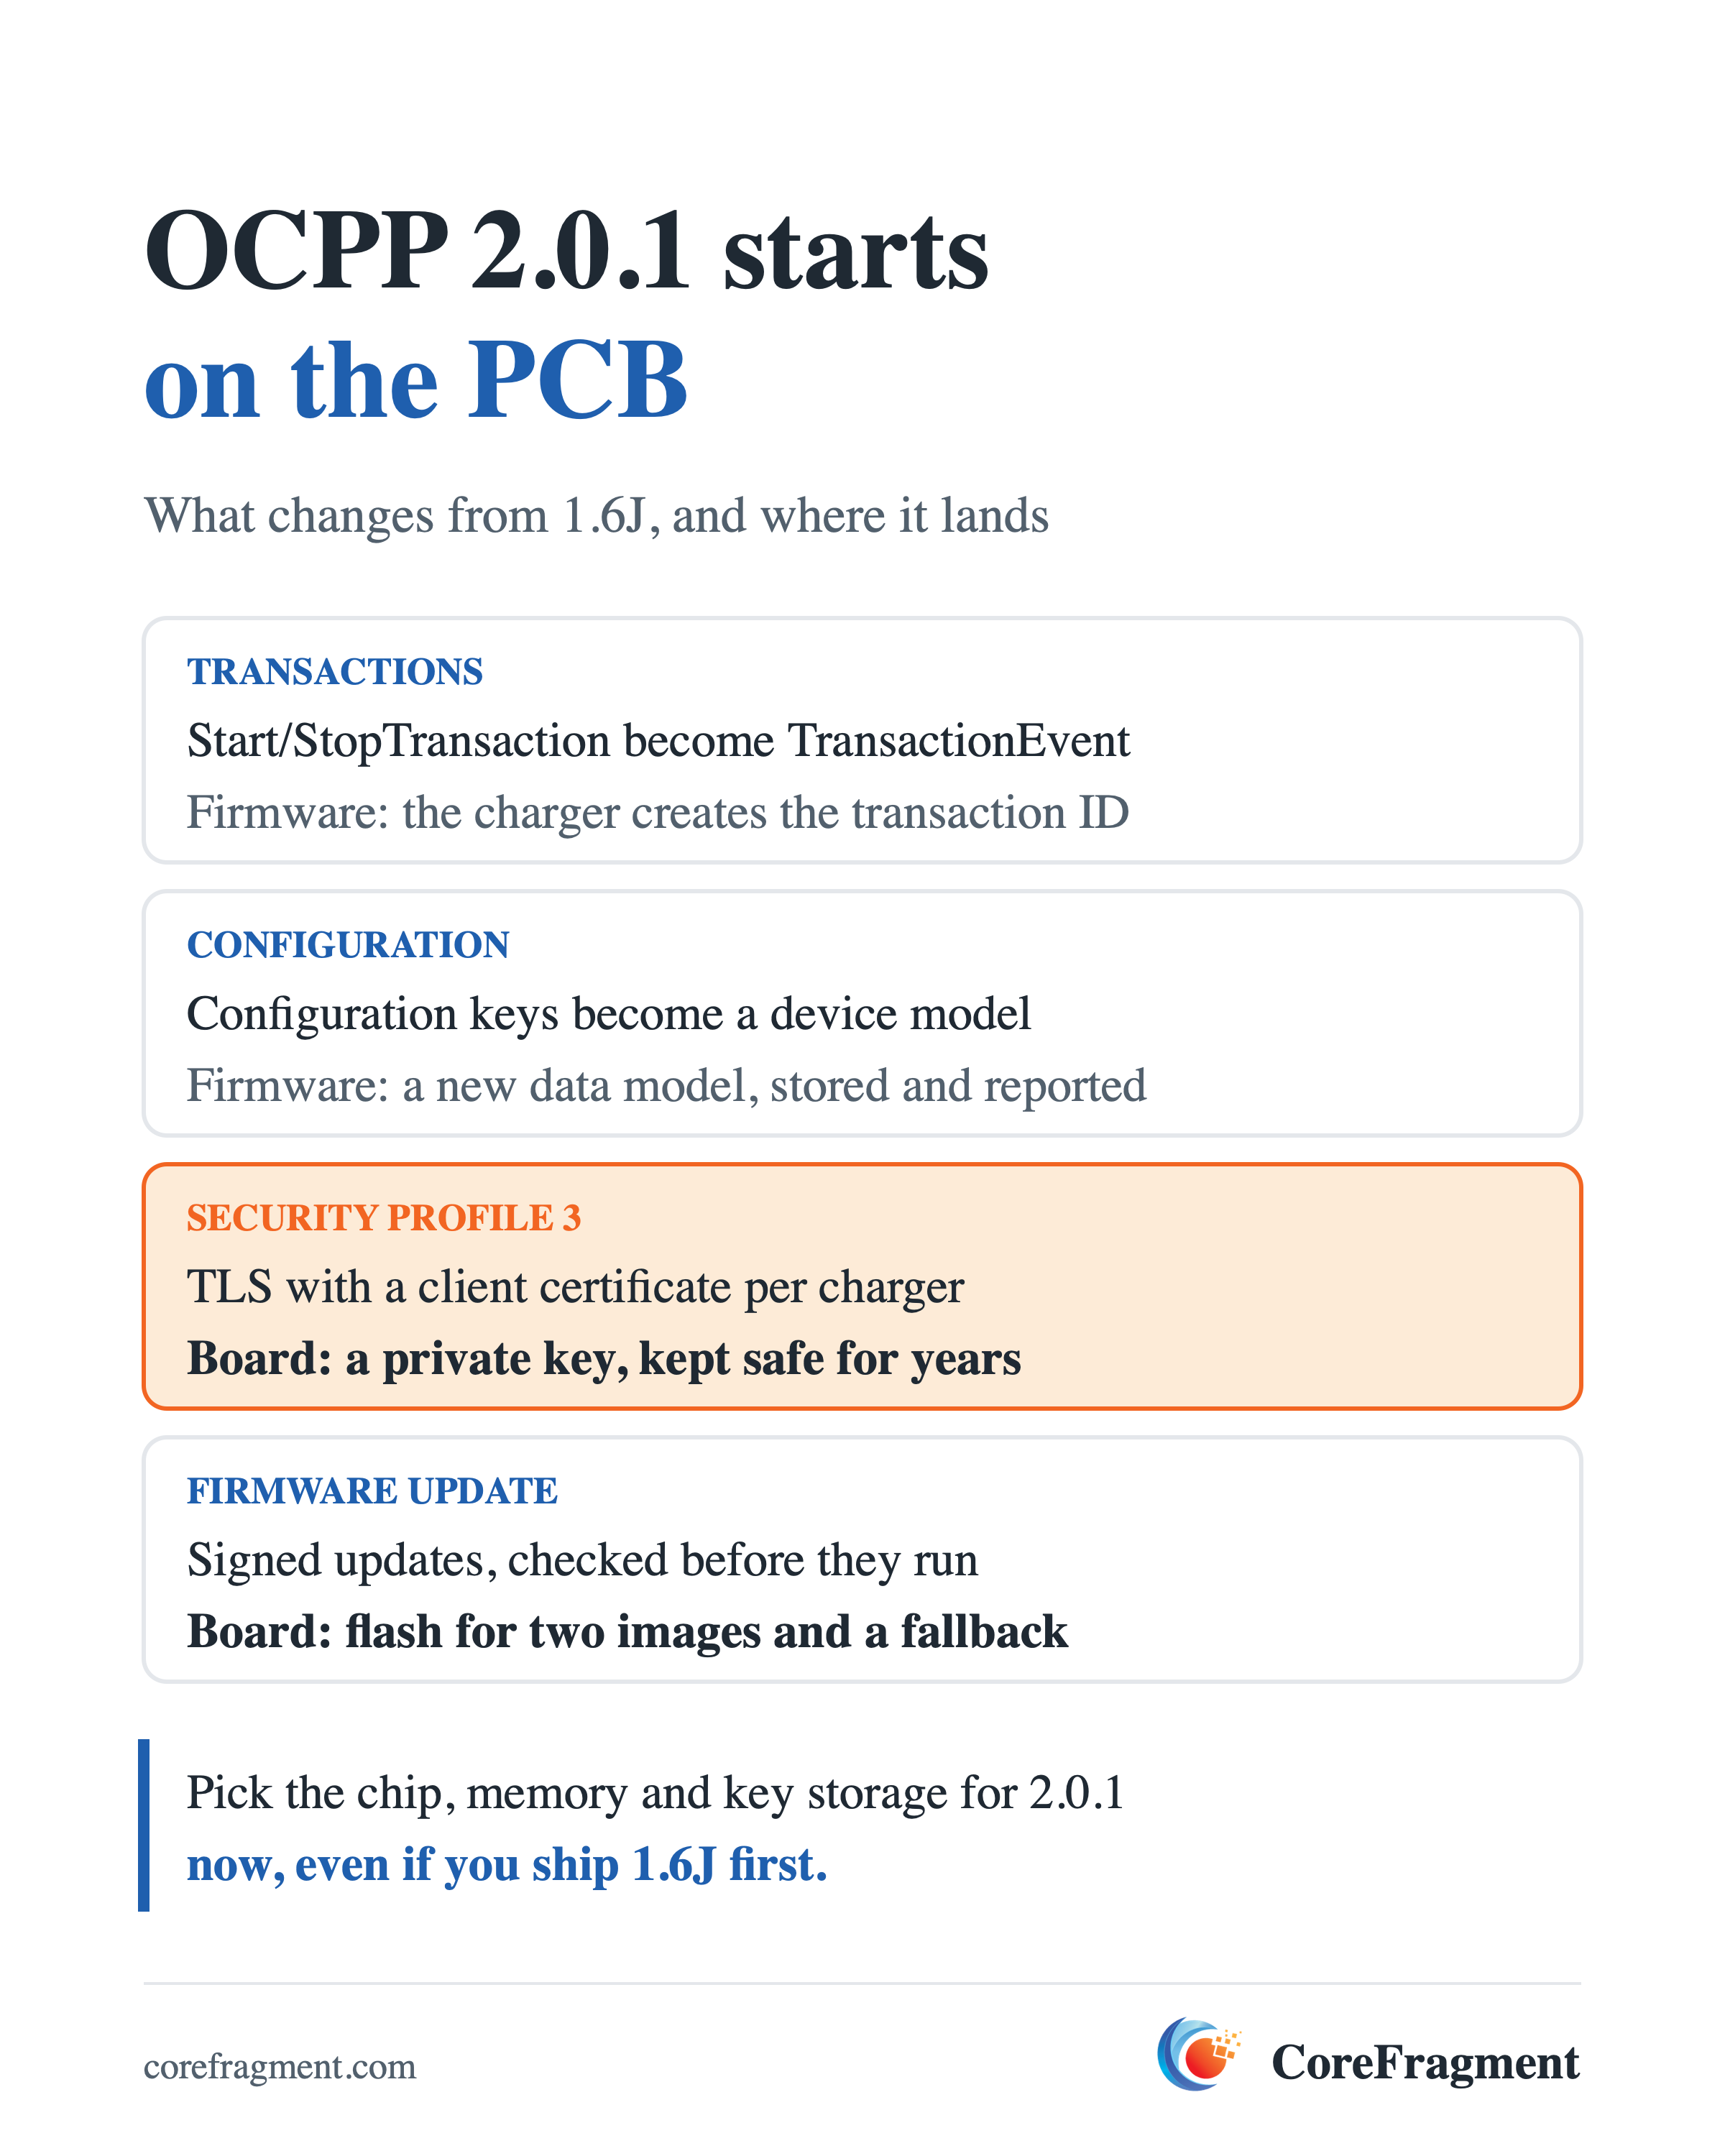 OCPP 2.0.1 starts
on the PCB
What changes from 1.6J, and where it lands
TRANSACTIONS
Start/StopTransaction become TransactionEvent
Firmware: the charger creates the transaction ID
CONFIGURATION
Configuration keys become a device model
Firmware: a new data model, stored and reported
SECURITY PROFILE 3
TLS with a client certificate per charger
Board: a private key, kept safe for years
FIRMWARE UPDATE
Signed updates, checked before they run
Board: flash for two images and a fallback
Pick the chip, memory and key storage for 2.0.1
now, even if you ship 1.6J first.
corefragment.com
CoreFragment